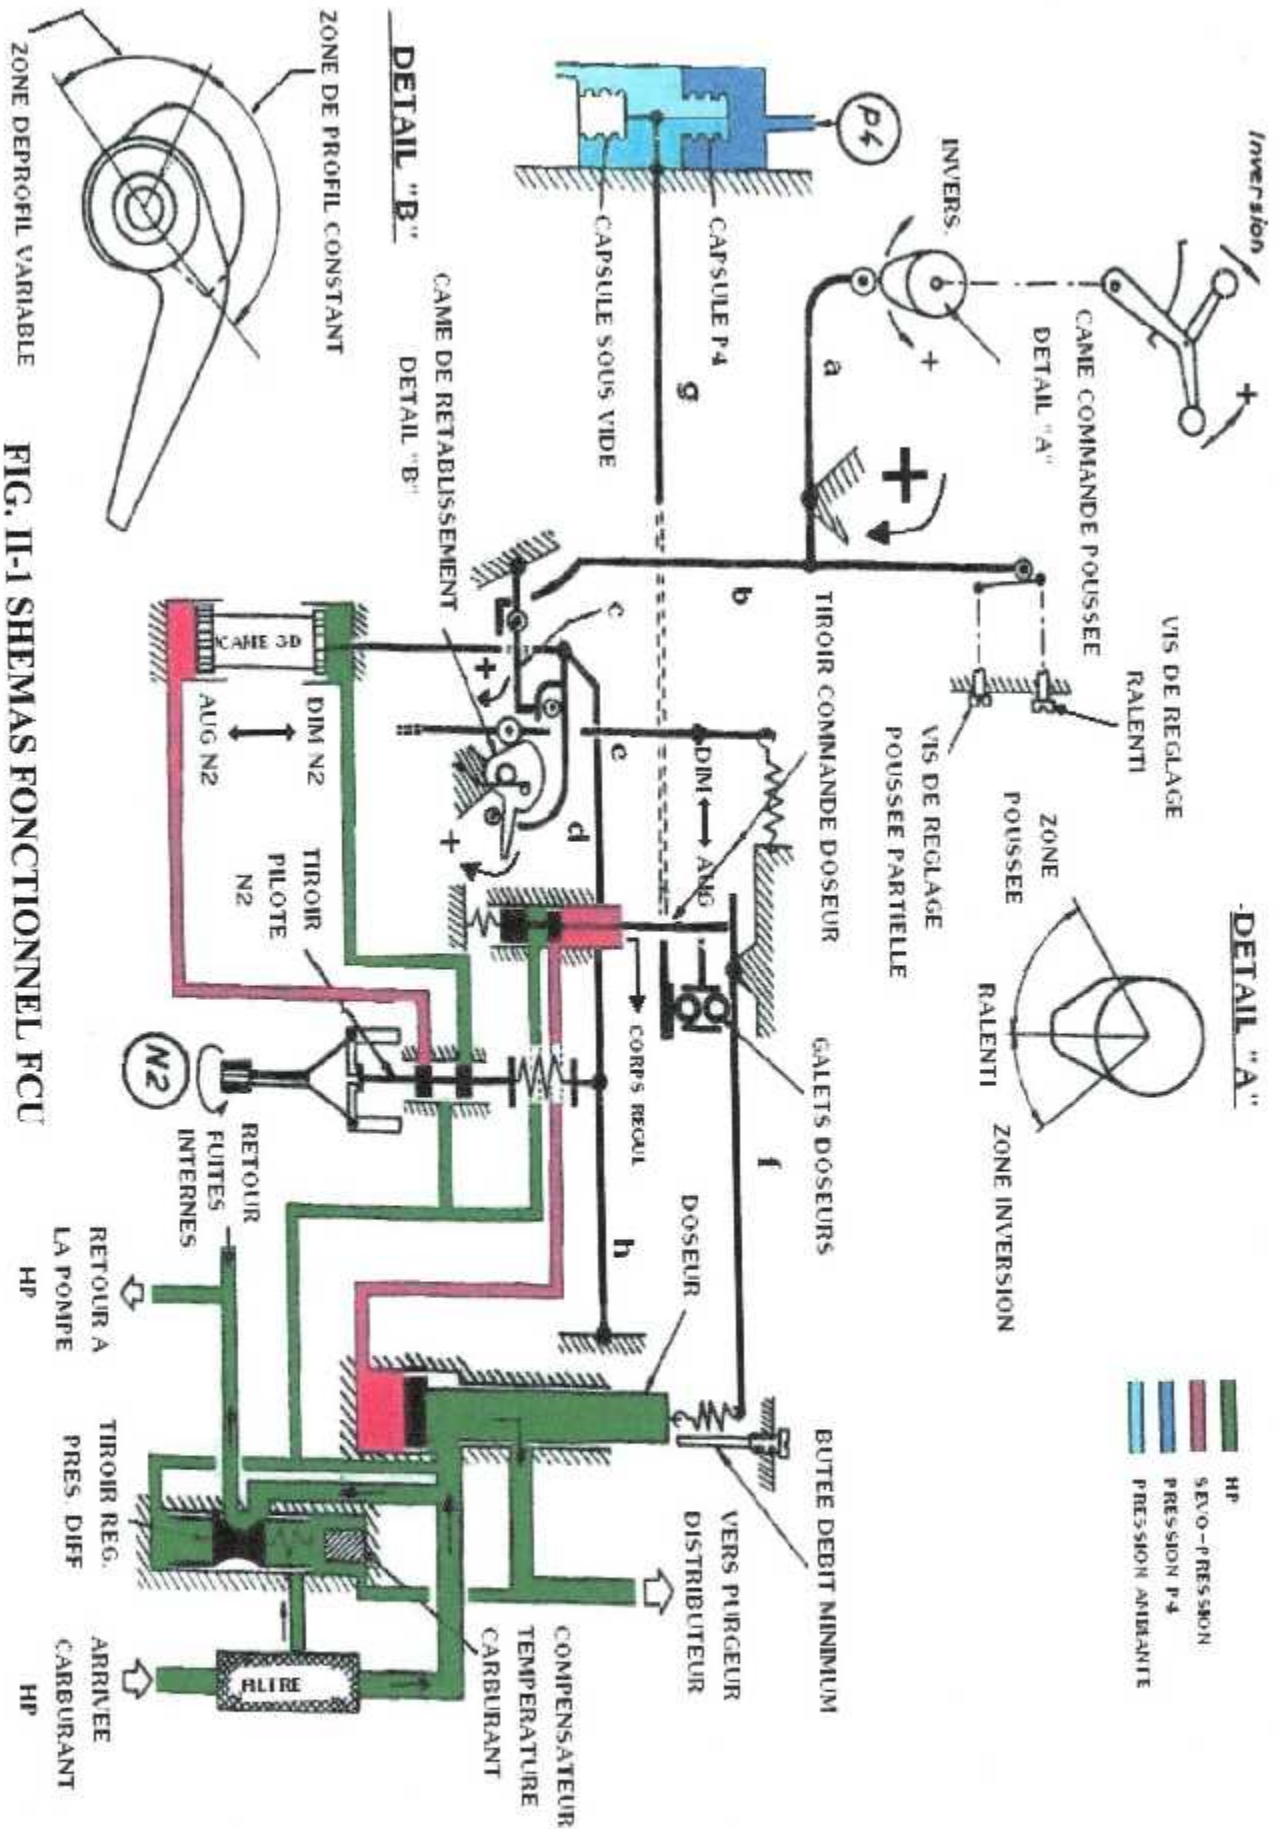 Inversion
+
INVERS.
+
P4
CAME COMMANDE POUSSEE
DETAIL "A"
VIS DE REGLAGE
RALENTI
VIS DE REGLAGE
POUSSEE PARTIELLE
-DETAIL "A"
ZONE
POUSSEE
RALENTI
ZONE INVERSION
HP
SEVO-PRESSION
PRESSION P4
PRESSION AMBIANTE
a
+
b
CAPSULE P4
CAPSULE SOUS VIDE
g
TIROIR COMMANDE DOSEUR
DIM
AUG
GALETS DOSEURS
f
CORPS REGUL
h
DOSEUR
BUTEE DEBIT MINIMUM
VERS PURGEUR
DISTRIBUTEUR
COMPENSATEUR
TEMPERATURE
CARBURANT
CAME DE RETABLISSEMENT
DETAIL "B"
c
+
e
d
+
CAME 3D
DIM N2
AUG N2
TIROIR
PILOTE
N2
N2
RETOUR
FUITES
INTERNES
RETOUR A
LA POMPE
HP
TIROIR REG.
PRES. DIFF
ARRIVEE
CARBURANT
HP
DETAIL "B"
ZONE DE PROFIL CONSTANT
ZONE DEPROFIL VARIABLE
FIG. II-1 SHEMAS FONCTIONNEL FCU